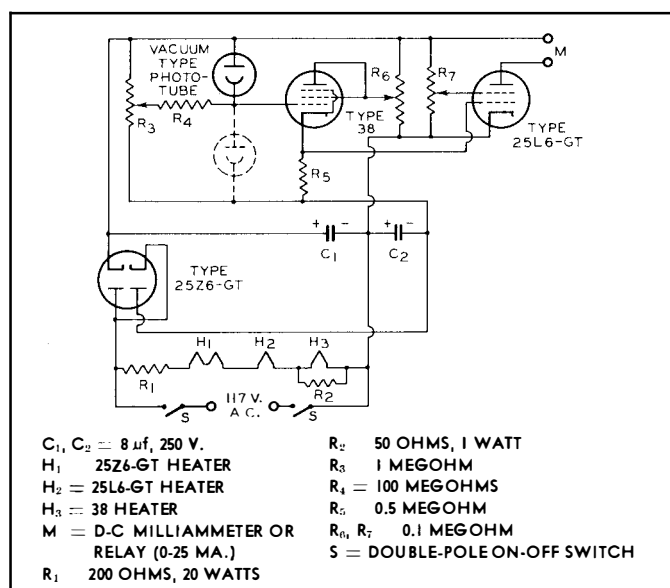 VACUUM
TYPE
PHOTO-
TUBE
R3
R4
TYPE
38
R5
R6
R7
M
TYPE
25L6-GT
+ -
C1
+ -
C2
TYPE
25Z6-GT
H1
H2
H3
R1
R2
S
117 V.
A C.
S
C1, C2 = 8 μf, 250 V.
H1 25Z6-GT HEATER
H2 = 25L6-GT HEATER
H3 = 38 HEATER
M = D-C MILLIAMMETER OR
RELAY (0-25 MA.)
R1 200 OHMS, 20 WATTS
R2 50 OHMS, 1 WATT
R3 1 MEGOHM
R4 = 100 MEGOHMS
R5 0.5 MEGOHM
R6, R7 0.1 MEGOHM
S = DOUBLE-POLE ON-OFF SWITCH